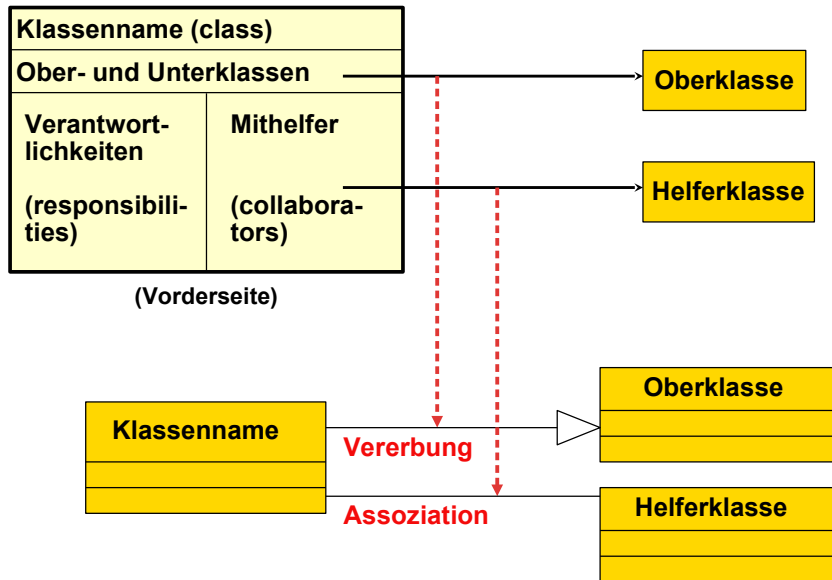 Klassenname (class)
Ober- und Unterklassen
Oberklasse
Verantwort-
lichkeiten
(responsibili-
ties)
Mithelfer
(collabora-
tors)
Helferklasse
(Vorderseite)
Klassenname
Vererbung
Oberklasse
Assoziation
Helferklasse